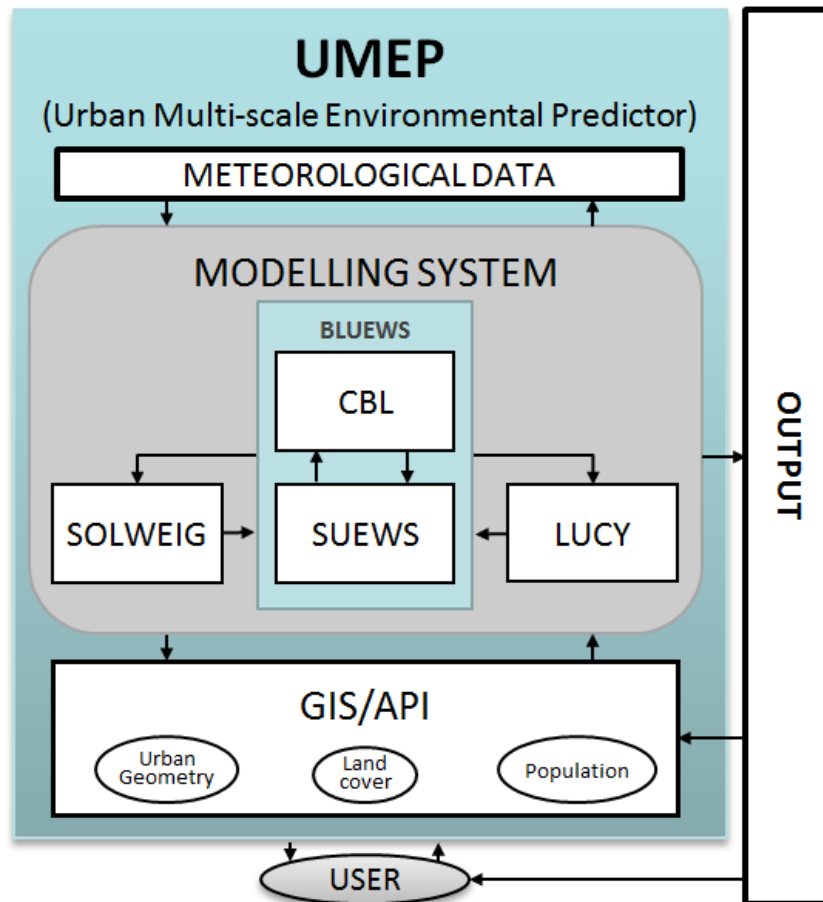 UMEP
(Urban Multi-scale Environmental Predictor)
METEOROLOGICAL DATA
MODELLING SYSTEM
BLUEWS
CBL
SOLWEIG
SUEWS
LUCY
OUTPUT
GIS/API
Urban
Geometry
Land
cover
Population
USER